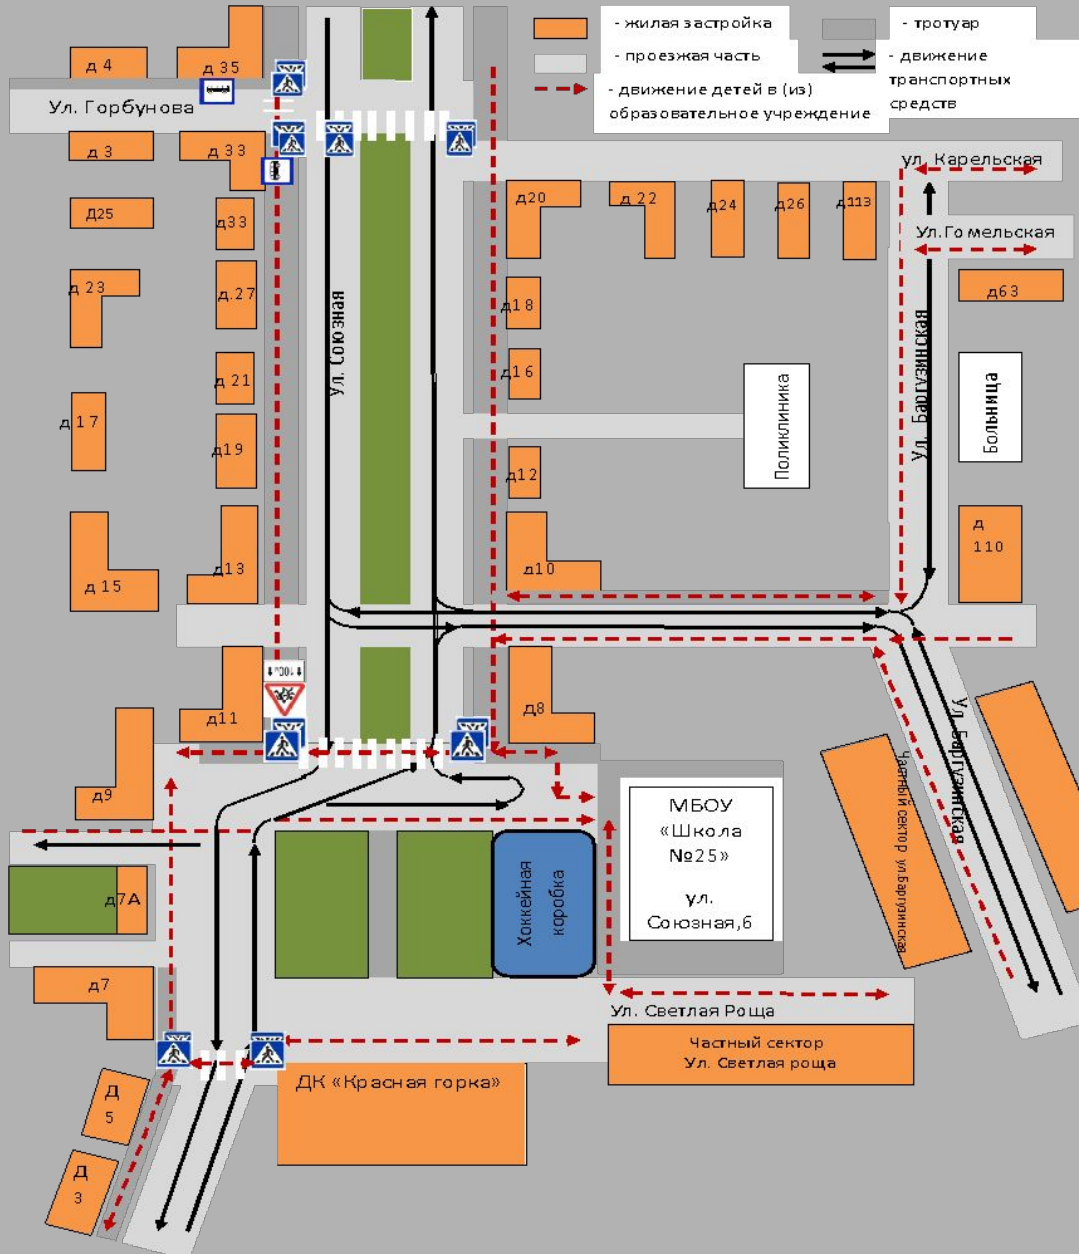 - жилая застройка
- тротуар
- проезжая часть
- движение
транспортных
средств
- движение детей в (из)
образовательное учреждение
д 4
д 35
Ул. Горбунова
д 3
д 33
Д25
д33
д 23
д.27
д 21
д 17
д19
д 15
д13
Ул. Союзная
д20
д 22
д24
д26
д113
ул. Карельская
Ул.Гомельская
д63
д18
д16
д12
д10
Поликлиника
Ул. Баргузинская
Больница
д
110
100м
д11
д8
д9
Ул. Баргузинская
Частный сектор ул.Баргузинская
МБОУ
«Школа
№25»
ул.
Союзная,6
Хоккейная
коробка
д7А
д7
Ул. Светлая Роща
Частный сектор
Ул. Светлая роща
ДК «Красная горка»
Д
5
Д
3